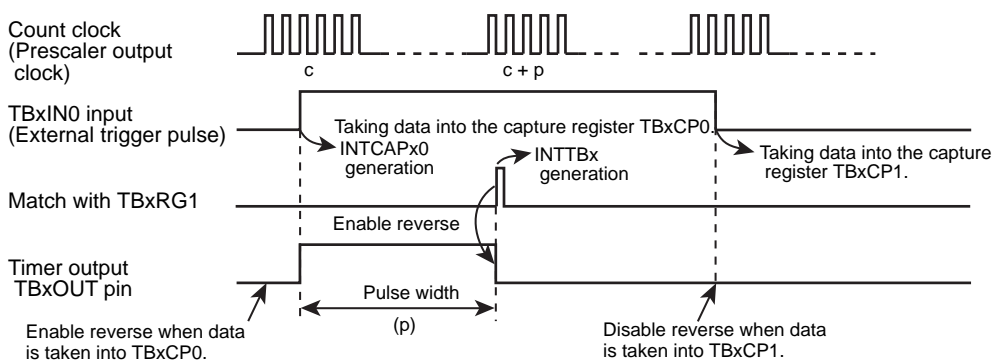 Count clock
(Prescaler output
clock)
c
c + p
TBxIN0 input
(External trigger pulse)
Taking data into the capture register TBxCP0.
INTCAPx0
generation
INTTBx
generation
Taking data into the capture
register TBxCP1.
Match with TBxRG1
Enable reverse
Timer output
TBxOUT pin
Pulse width
(p)
Enable reverse when data
is taken into TBxCP0.
Disable reverse when data
is taken into TBxCP1.